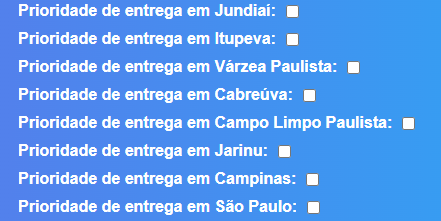 Prioridade de entrega em Jundiaí:
Prioridade de entrega em Itupeva:
Prioridade de entrega em Várzea Paulista:
Prioridade de entrega em Cabreúva:
Prioridade de entrega em Campo Limpo Paulista:
Prioridade de entrega em Jarinu:
Prioridade de entrega em Campinas:
Prioridade de entrega em São Paulo: